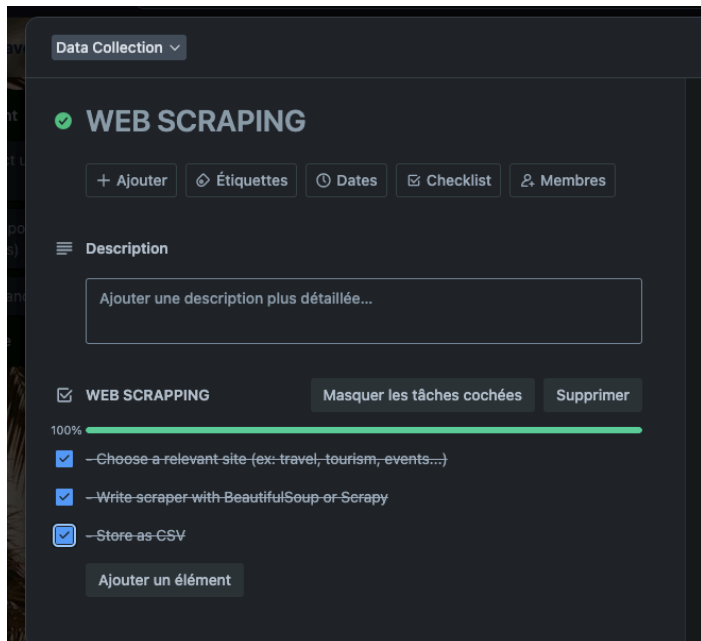 Data Collection
WEB SCRAPING
+ Ajouter
Étiquettes
Dates
Checklist
Membres
Description
Ajouter une description plus détaillée...
WEB SCRAPPING
Masquer les tâches cochées
Supprimer
100%
- Choose a relevant site (ex: travel, tourism, events...)
- Write scraper with BeautifulSoup or Scrapy
- Store as CSV
Ajouter un élément